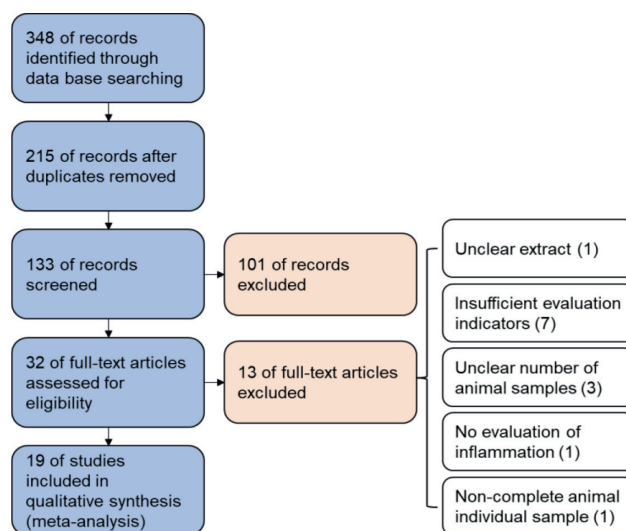 348 of records
identified through
data base searching
215 of records after
duplicates removed
133 of records
screened
101 of records
excluded
32 of full-text articles
assessed for
eligibility
13 of full-text articles
excluded
19 of studies
included in
qualitative synthesis
(meta-analysis)
Unclear extract (1)
Insufficient evaluation
indicators (7)
Unclear number of
animal samples (3)
No evaluation of
inflammation (1)
Non-complete animal
individual sample (1)